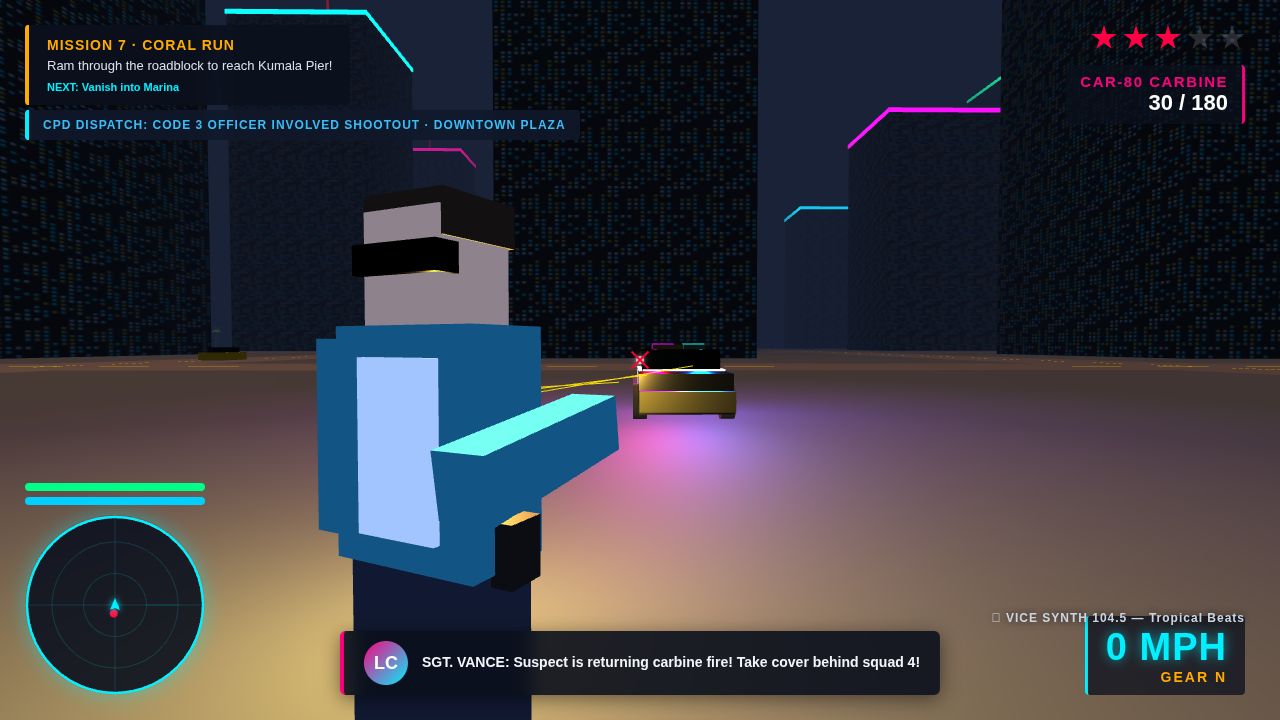 MISSION 7 · CORAL RUN
Ram through the roadblock to reach Kumala Pier!
NEXT: Vanish into Marina
CPD DISPATCH: CODE 3 OFFICER INVOLVED SHOOTOUT · DOWNTOWN PLAZA
★★★★★
CAR-80 CARBINE
30 / 180
VICE SYNTH 104.5 — Tropical Beats
0 MPH
GEAR N
LC
SGT. VANCE: Suspect is returning carbine fire! Take cover behind squad 4!